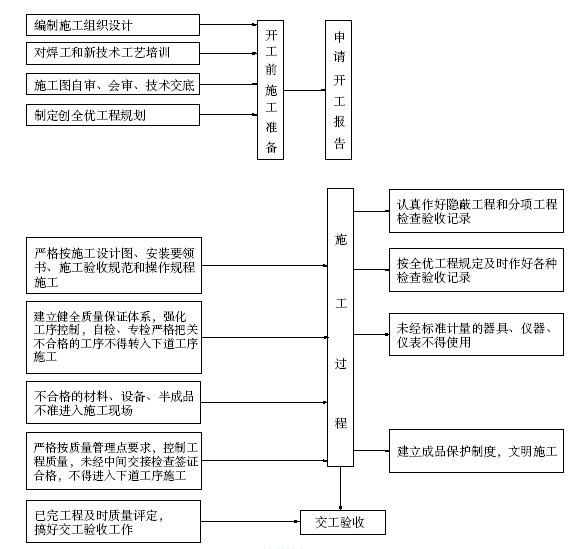 编制施工组织设计
对焊工和新技术工艺培训
施工图自审、会审、技术交底
制定创全优工程规划
开工前施工准备
申请开工报告
严格按施工设计图、安装要领
书、施工验收规范和操作规程
施工
建立健全质量保证体系，强化
工序控制，自检、专检严格把关
不合格的工序不得转入下道工序
施工
不合格的材料、设备、半成品
不准进入施工现场
严格按质量管理点要求，控制工
程质量，未经中间交接检查签证
合格，不得进入下道工序施工
已完工程及时质量评定，
搞好交工验收工作
施工过程
认真作好隐蔽工程和分项工程
检查验收记录
按全优工程规定及时作好各种
检查验收记录
未经标准计量的器具、仪器、
仪表不得使用
建立成品保护制度，文明施工
交工验收